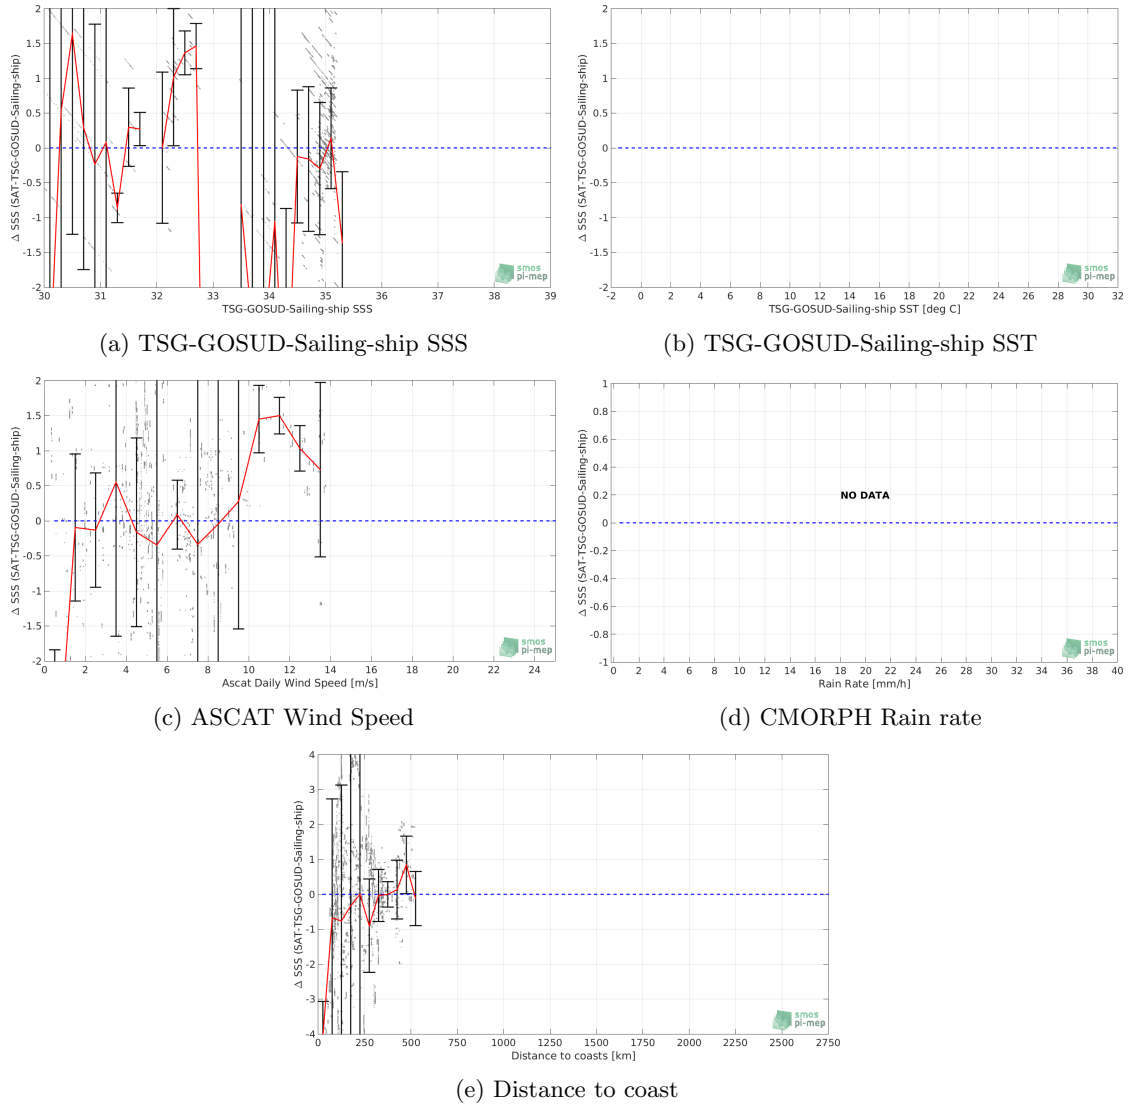 2
1.5
1
0.5
0
-0.5
-1
-1.5
-2
Δ SSS (SAT-TSG-GOSUD-Sailing-ship)
30 31 32 33 34 35 36 37 38 39
TSG-GOSUD-Sailing-ship SSS
smos
pi-mep
(a) TSG-GOSUD-Sailing-ship SSS
2
1.5
1
0.5
0
-0.5
-1
-1.5
-2
Δ SSS (SAT-TSG-GOSUD-Sailing-ship)
-2 0 2 4 6 8 10 12 14 16 18 20 22 24 26 28 30 32
TSG-GOSUD-Sailing-ship SST [deg C]
smos
pi-mep
(b) TSG-GOSUD-Sailing-ship SST
2
1.5
1
0.5
0
-0.5
-1
-1.5
-2
Δ SSS (SAT-TSG-GOSUD-Sailing-ship)
0 2 4 6 8 10 12 14 16 18 20 22 24
Ascat Daily Wind Speed [m/s]
smos
pi-mep
(c) ASCAT Wind Speed
1
0.8
0.6
0.4
0.2
0
-0.2
-0.4
-0.6
-0.8
-1
Δ SSS (SAT-TSG-GOSUD-Sailing-ship)
NO DATA
0 2 4 6 8 10 12 14 16 18 20 22 24 26 28 30 32 34 36 38 40
Rain Rate [mm/h]
smos
pi-mep
(d) CMORPH Rain rate
4
3
2
1
0
-1
-2
-3
-4
Δ SSS (SAT-TSG-GOSUD-Sailing-ship)
0 250 500 750 1000 1250 1500 1750 2000 2250 2500 2750
Distance to coasts [km]
smos
pi-mep
(e) Distance to coast